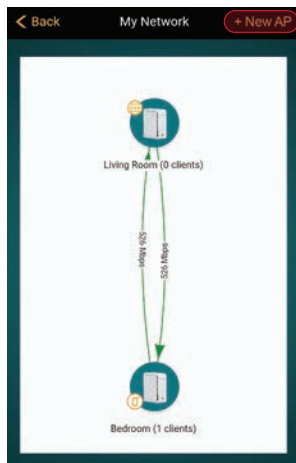 Back
My Network
+ New AP
Living Room (0 clients)
526 Mbps
526 Mbps
Bedroom (1 clients)